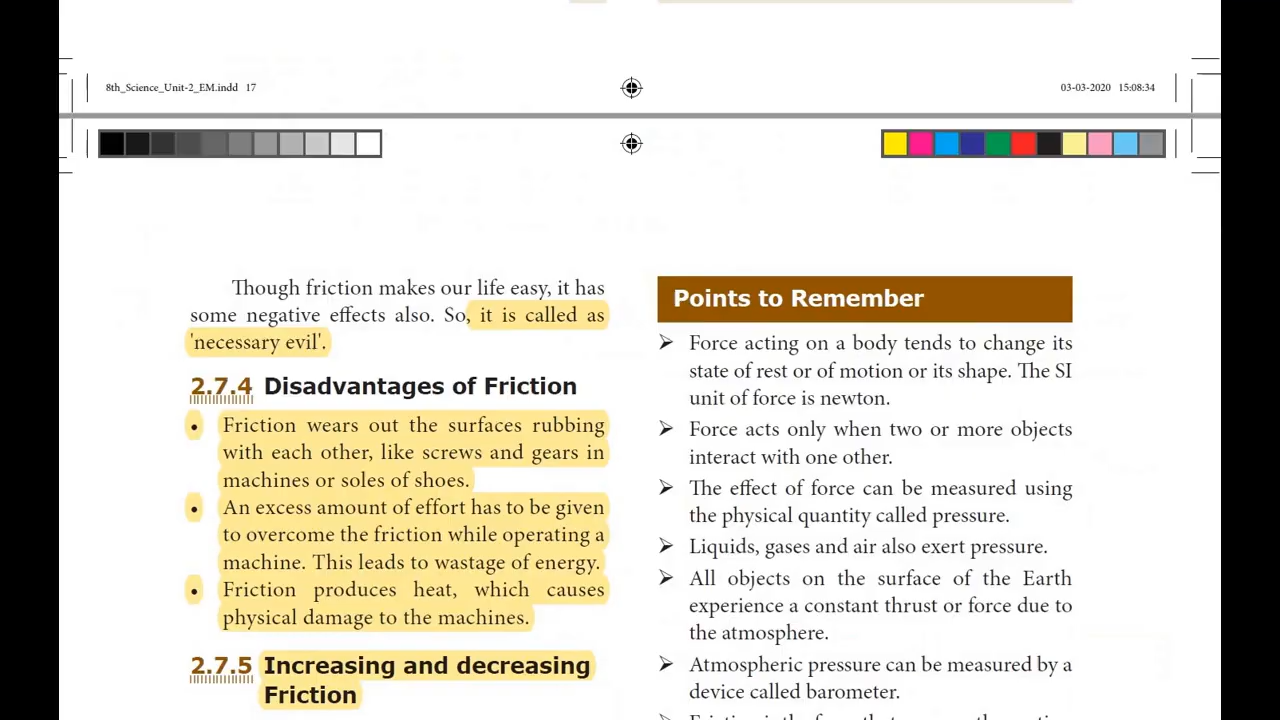 8th_Science_Unit-2_EM.indd 17
03-03-2020 15:08:34
Though friction makes our life easy, it has
some negative effects also. So, it is called as
'necessary evil'.
2.7.4 Disadvantages of Friction
• Friction wears out the surfaces rubbing
with each other, like screws and gears in
machines or soles of shoes.
• An excess amount of effort has to be given
to overcome the friction while operating a
machine. This leads to wastage of energy.
• Friction produces heat, which causes
physical damage to the machines.
2.7.5 Increasing and decreasing
Friction
Points to Remember
➢ Force acting on a body tends to change its
state of rest or of motion or its shape. The SI
unit of force is newton.
➢ Force acts only when two or more objects
interact with one other.
➢ The effect of force can be measured using
the physical quantity called pressure.
➢ Liquids, gases and air also exert pressure.
➢ All objects on the surface of the Earth
experience a constant thrust or force due to
the atmosphere.
➢ Atmospheric pressure can be measured by a
device called barometer.